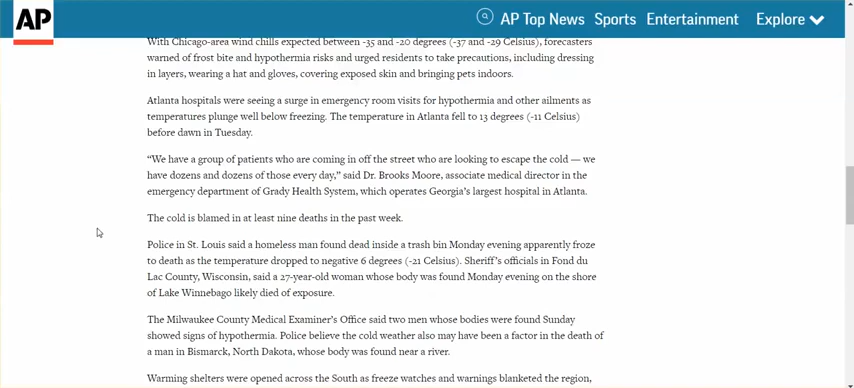 AP
AP Top News Sports Entertainment Explore
With Chicago-area wind chills expected between -35 and -20 degrees (-37 and -29 Celsius), forecasters
warned of frost bite and hypothermia risks and urged residents to take precautions, including dressing
in layers, wearing a hat and gloves, covering exposed skin and bringing pets indoors.
Atlanta hospitals were seeing a surge in emergency room visits for hypothermia and other ailments as
temperatures plunge well below freezing. The temperature in Atlanta fell to 13 degrees (-11 Celsius)
before dawn in Tuesday.
“We have a group of patients who are coming in off the street who are looking to escape the cold — we
have dozens and dozens of those every day,” said Dr. Brooks Moore, associate medical director in the
emergency department of Grady Health System, which operates Georgia’s largest hospital in Atlanta.
The cold is blamed in at least nine deaths in the past week.
Police in St. Louis said a homeless man found dead inside a trash bin Monday evening apparently froze
to death as the temperature dropped to negative 6 degrees (-21 Celsius). Sheriff’s officials in Fond du
Lac County, Wisconsin, said a 27-year-old woman whose body was found Monday evening on the shore
of Lake Winnebago likely died of exposure.
The Milwaukee County Medical Examiner’s Office said two men whose bodies were found Sunday
showed signs of hypothermia. Police believe the cold weather also may have been a factor in the death of
a man in Bismarck, North Dakota, whose body was found near a river.
Warming shelters were opened across the South as freeze watches and warnings blanketed the region,